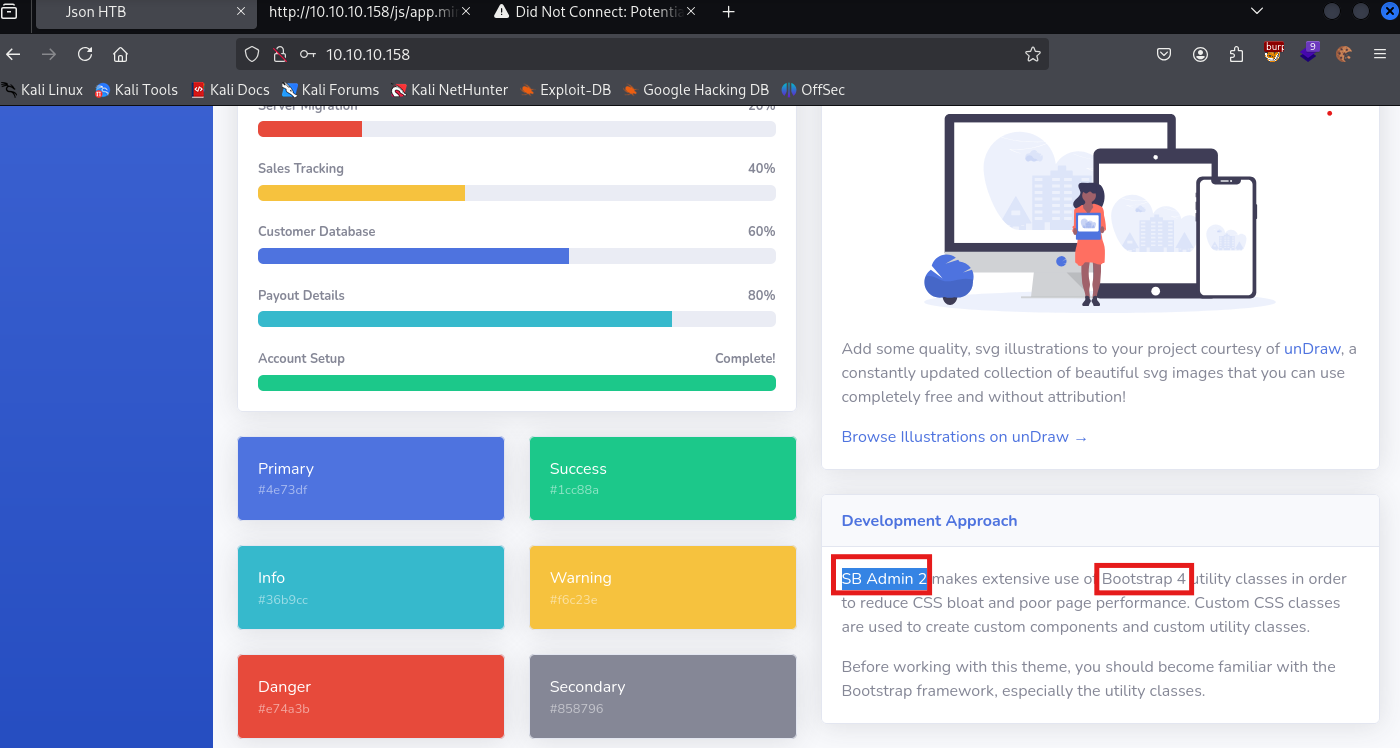 Json HTB
http://10.10.10.158/js/app.mi
Did Not Connect: Potentia
10.10.10.158
burp
9
Kali Linux
Kali Tools
Kali Docs
Kali Forums
Kali NetHunter
Exploit-DB
Google Hacking DB
OffSec
Server Migration 20%
Sales Tracking 40%
Customer Database 60%
Payout Details 80%
Account Setup Complete!
Primary
#4e73df
Success
#1cc88a
Info
#36b9cc
Warning
#f6c23e
Danger
#e74a3b
Secondary
#858796
Add some quality, svg illustrations to your project courtesy of unDraw, a
constantly updated collection of beautiful svg images that you can use
completely free and without attribution!
Browse Illustrations on unDraw →
Development Approach
SB Admin 2 makes extensive use of Bootstrap 4 utility classes in order
to reduce CSS bloat and poor page performance. Custom CSS classes
are used to create custom components and custom utility classes.
Before working with this theme, you should become familiar with the
Bootstrap framework, especially the utility classes.